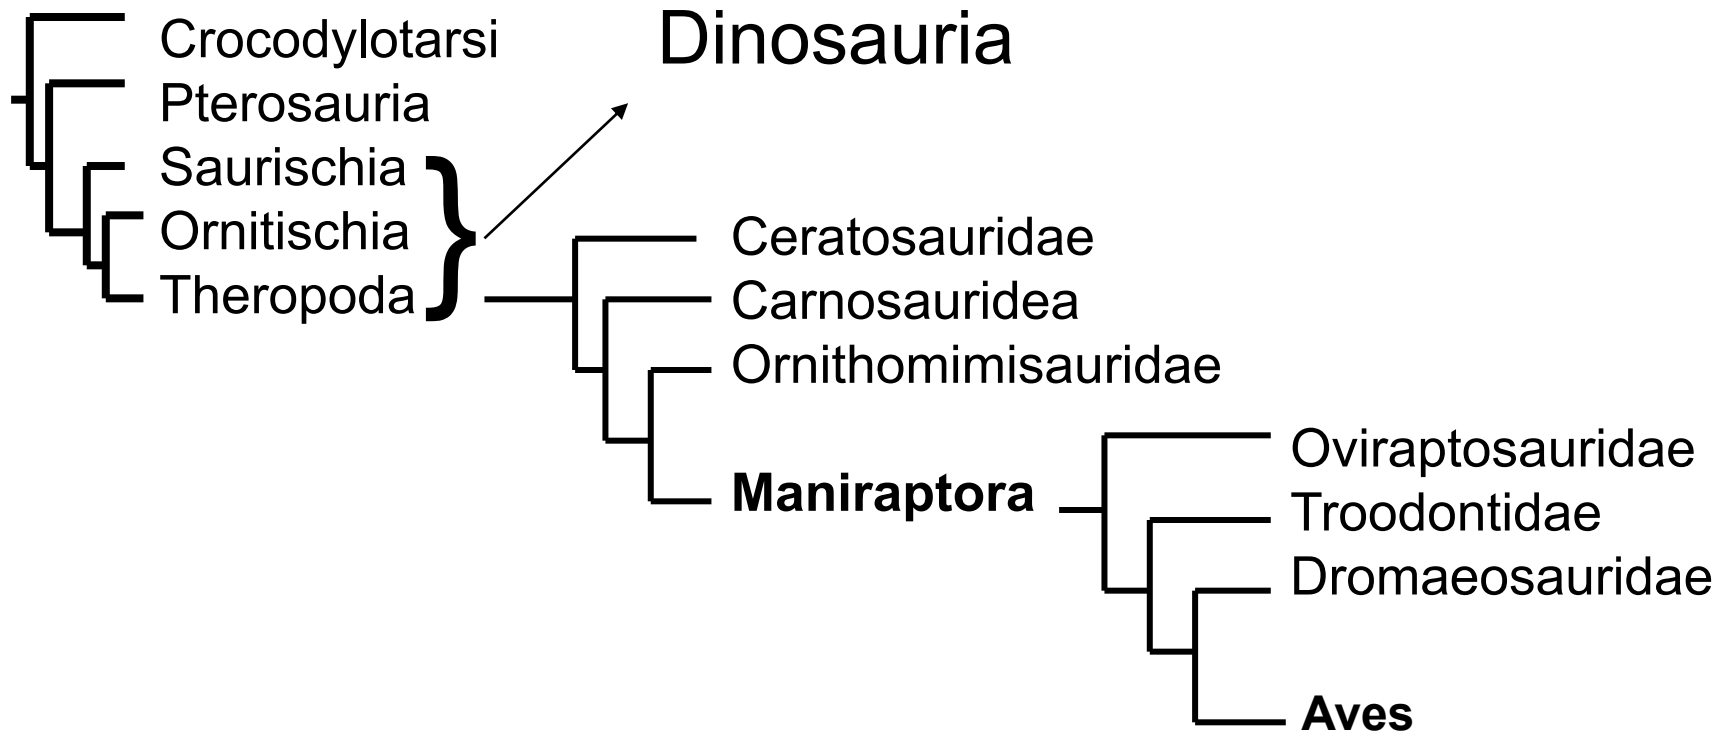 Dinosauria
Crocodylotarsi
Pterosauria
Saurischia
Ornitischia
Theropoda
Ceratosauridae
Carnosauridea
Ornithomimisauridae
Maniraptora
Oviraptosauridae
Troodontidae
Dromaeosauridae
Aves